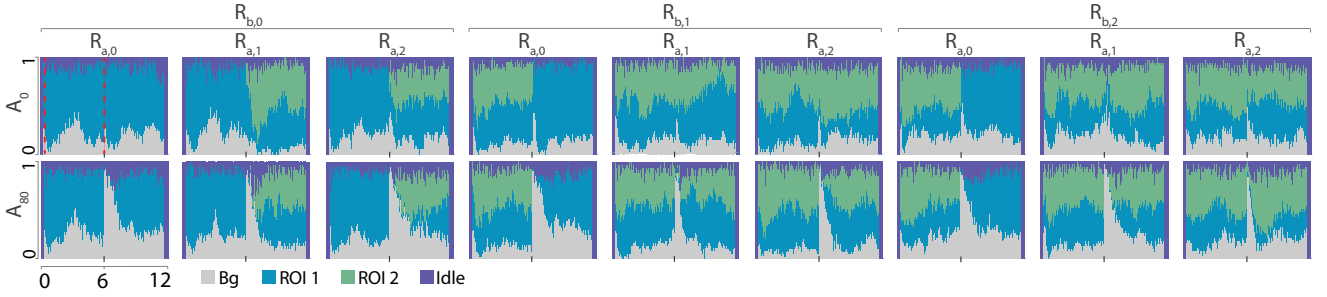 R_b,0 R_b,1 R_b,2
R_a,0 R_a,1 R_a,2 R_a,0 R_a,1 R_a,2 R_a,0 R_a,1 R_a,2
1
A_0
0
1
A_80
0
0 6 12
Bg ROI 1 ROI 2 Idle